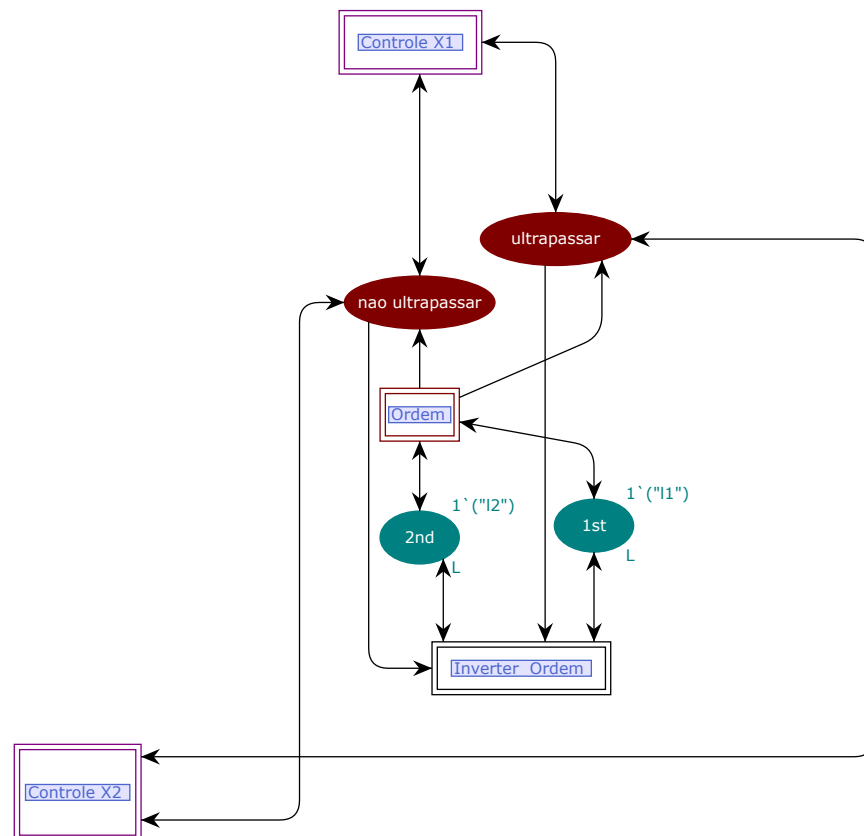 Controle X1
ultrapassar
nao ultrapassar
Ordem
1`("l2")
1`("l1")
2nd
1st
L
L
Inverter Ordem
Controle X2